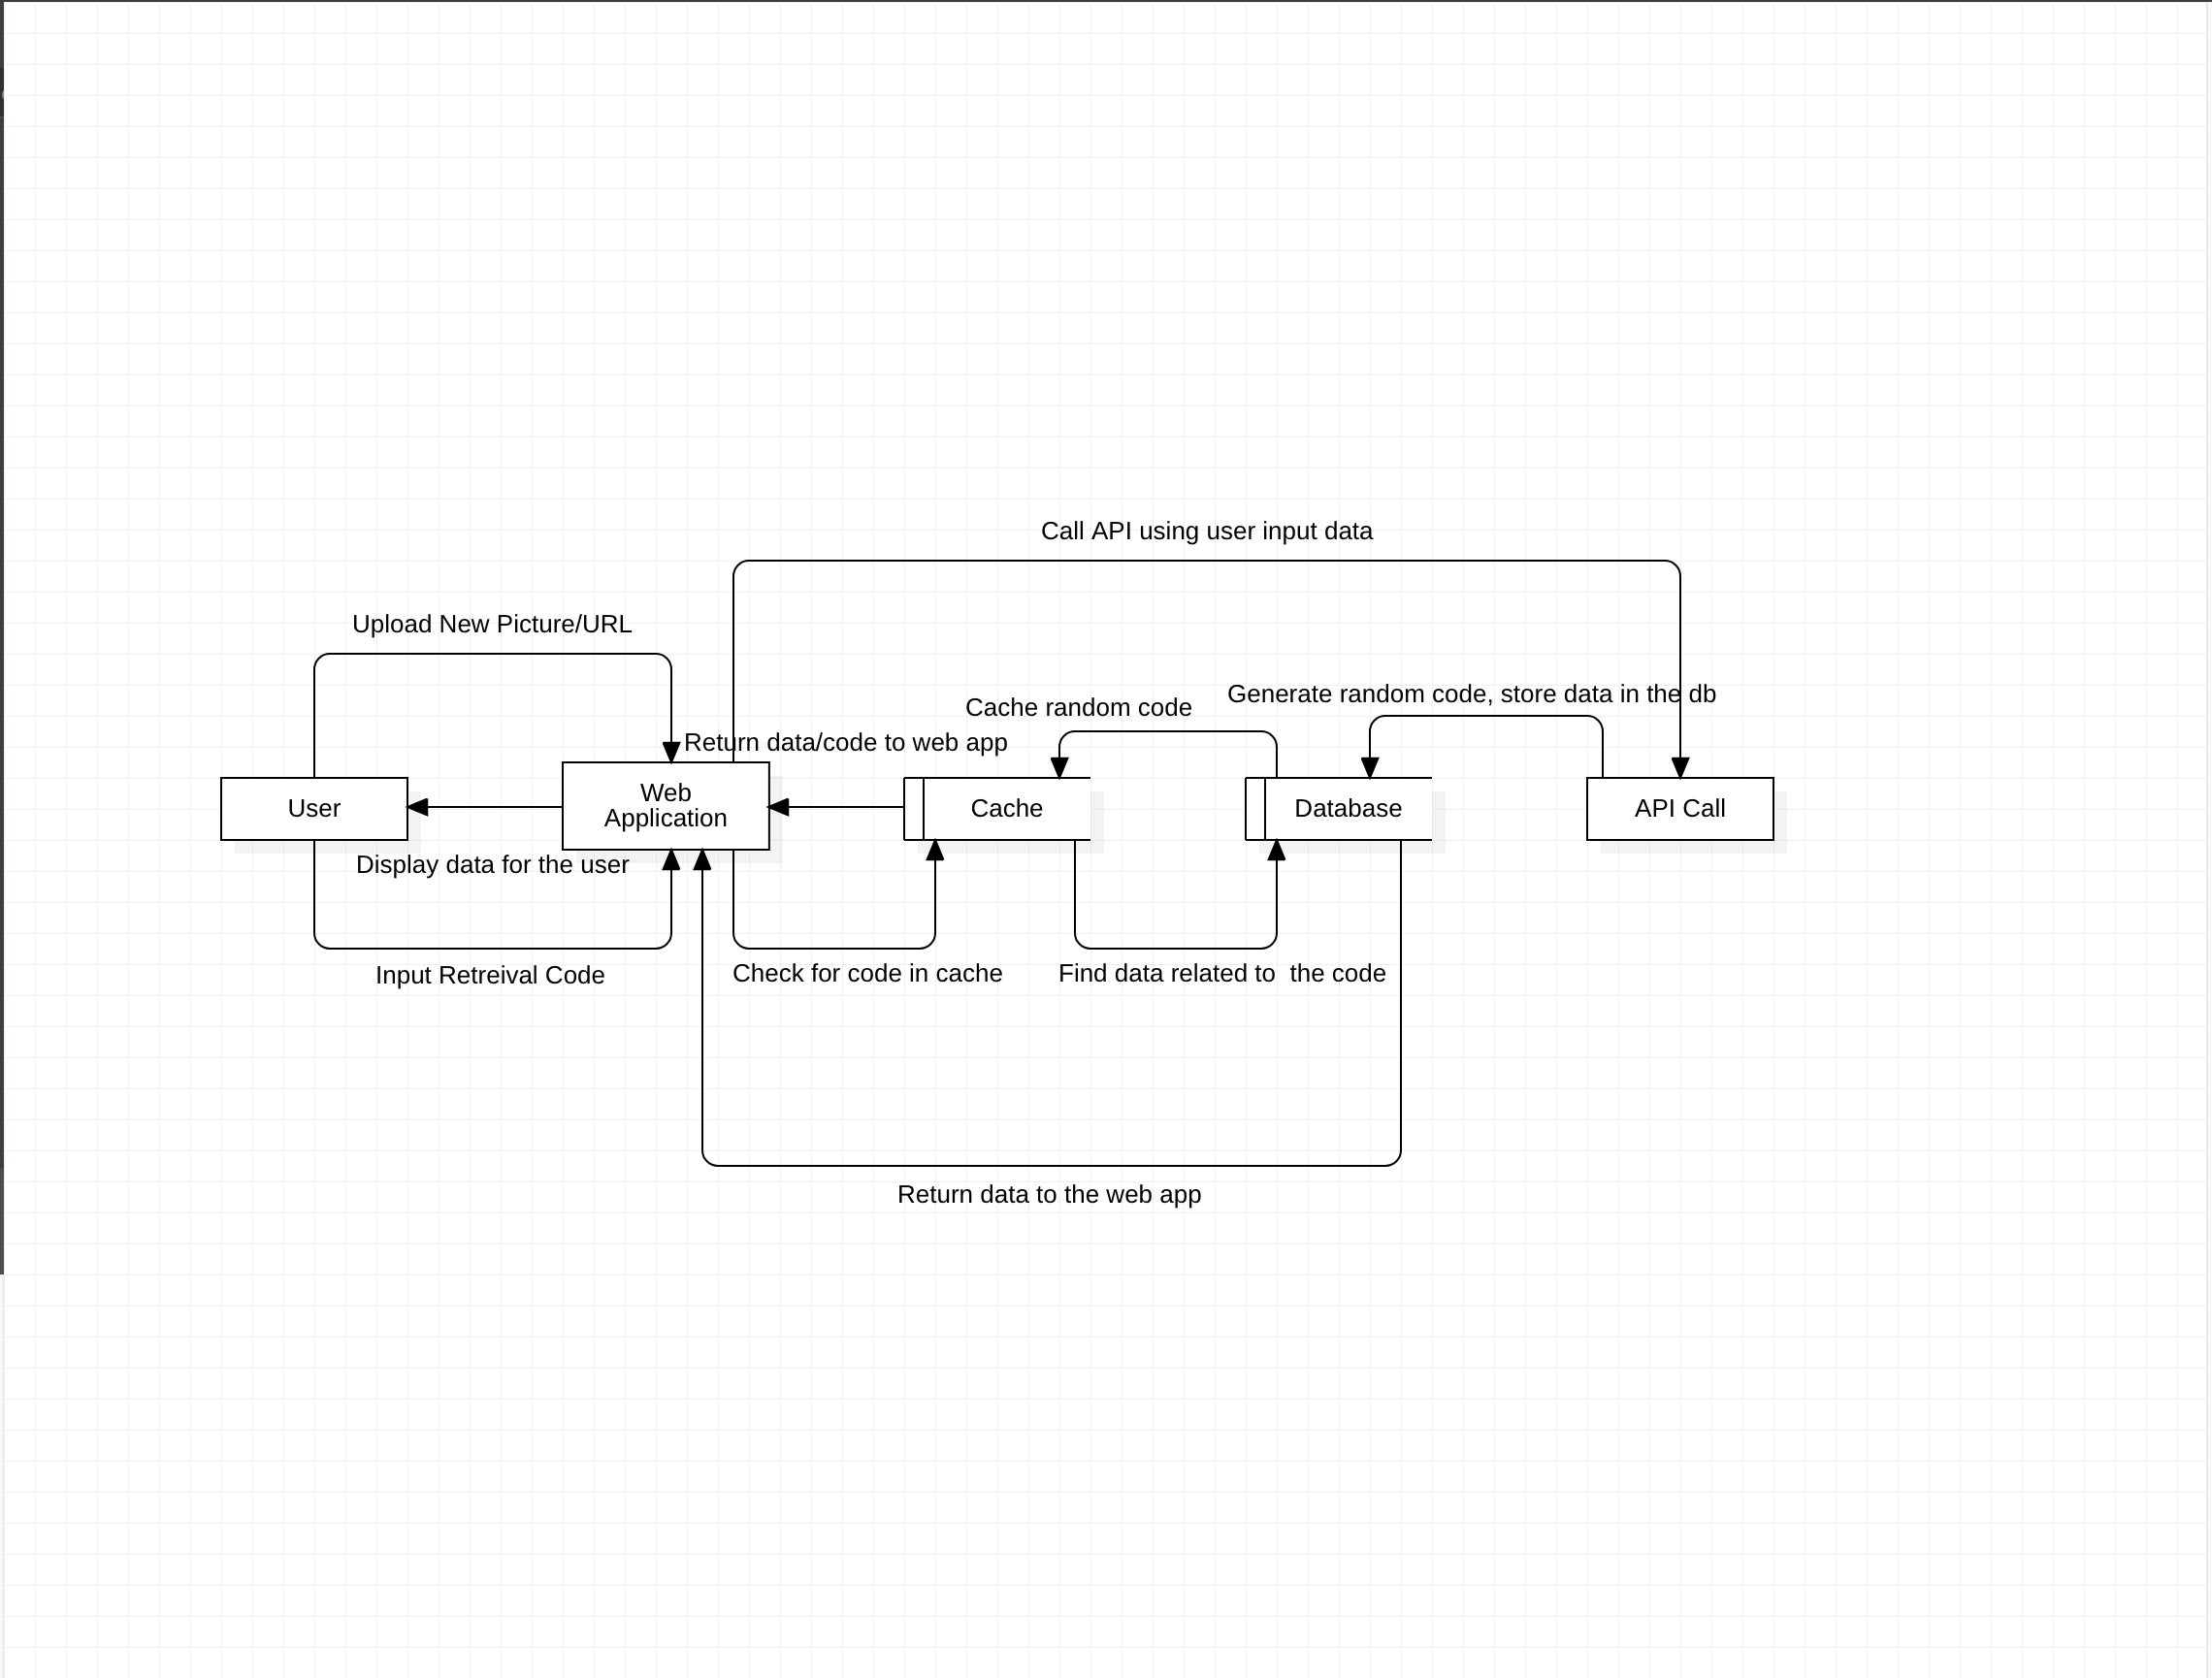 Call API using user input data
Upload New Picture/URL
Generate random code, store data in the db
Cache random code
Return data/code to web app
User
Web
Application
Cache
Database
API Call
Display data for the user
Input Retreival Code
Check for code in cache
Find data related to  the code
Return data to the web app